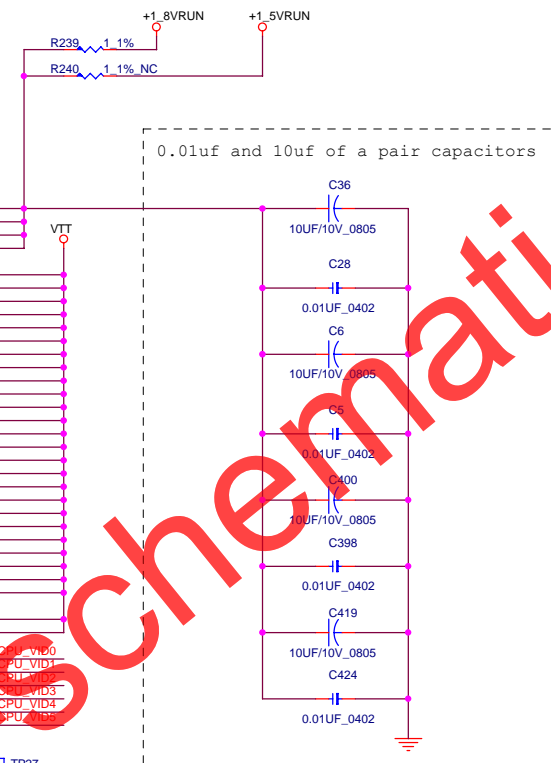 +1_8VRUN
+1_5VRUN
R239 1_1%
R240 1_1%_NC
0.01uf and 10uf of a pair capacitors
C36
10UF/10V_0805
VTT
C28
0.01UF_0402
C6
10UF/10V_0805
C5
0.01UF_0402
C400
10UF/10V_0805
C398
0.01UF_0402
C419
10UF/10V_0805
CPU_VID0
CPU_VID1
CPU_VID2
CPU_VID3
CPU_VID4
CPU_VID5
C424
0.01UF_0402
TP37
schemati